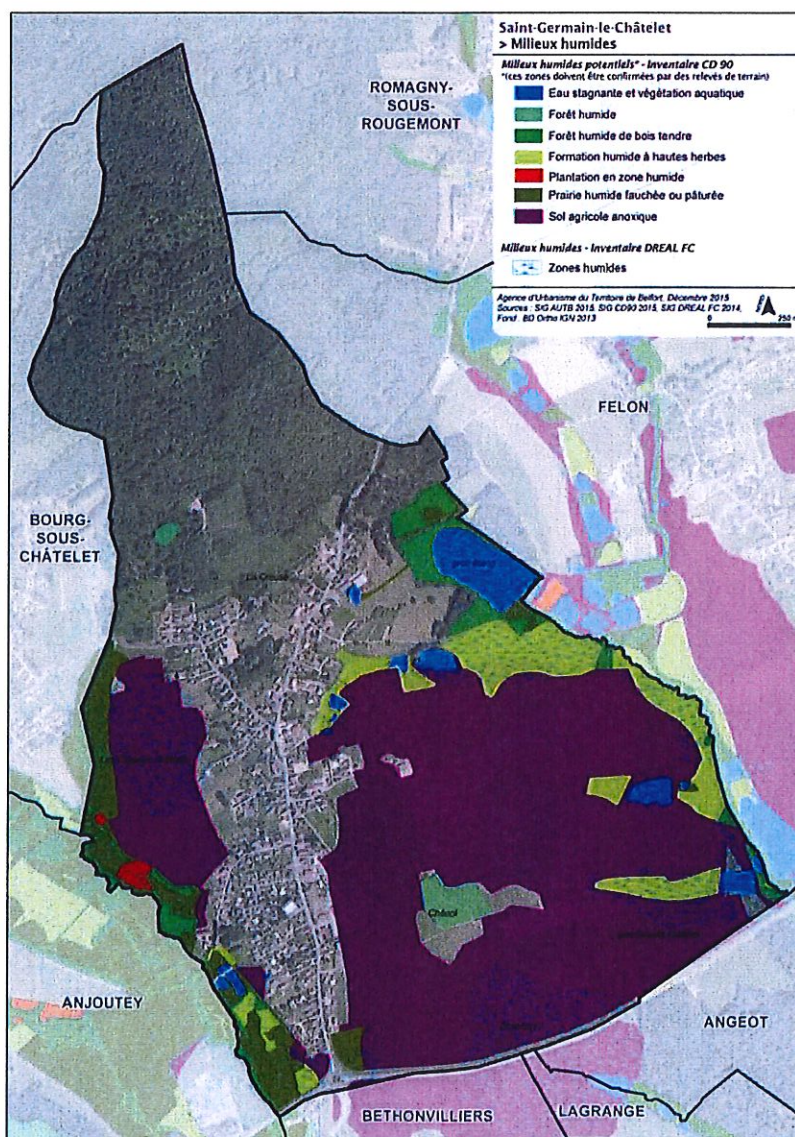 Saint-Germain-le-Châtelet
> Milieux humides
Milieux humides potentiels* - Inventaire CD 90
*(ces zones doivent être confirmées par des relevés de terrain)
Eau stagnante et végétation aquatique
Forêt humide
Forêt humide de bois tendre
Formation humide à hautes herbes
Plantation en zone humide
Prairie humide fauchée ou pâturée
Sol agricole anoxique
Milieux humides - Inventaire DREAL FC
Zones humides
Agence d'Urbanisme du Territoire de Belfort, Décembre 2015
Sources : SIG AUTB 2015, SIG CD90 2015, SIG DREAL FC 2014,
Fond : BD Ortho IGN 2013
0 250 m
ROMAGNY-
SOUS-
ROUGEMONT
FELON
BOURG-
SOUS-
CHÂTELET
ANJOUTEY
ANGEOT
BETHONVILLIERS
LAGRANGE